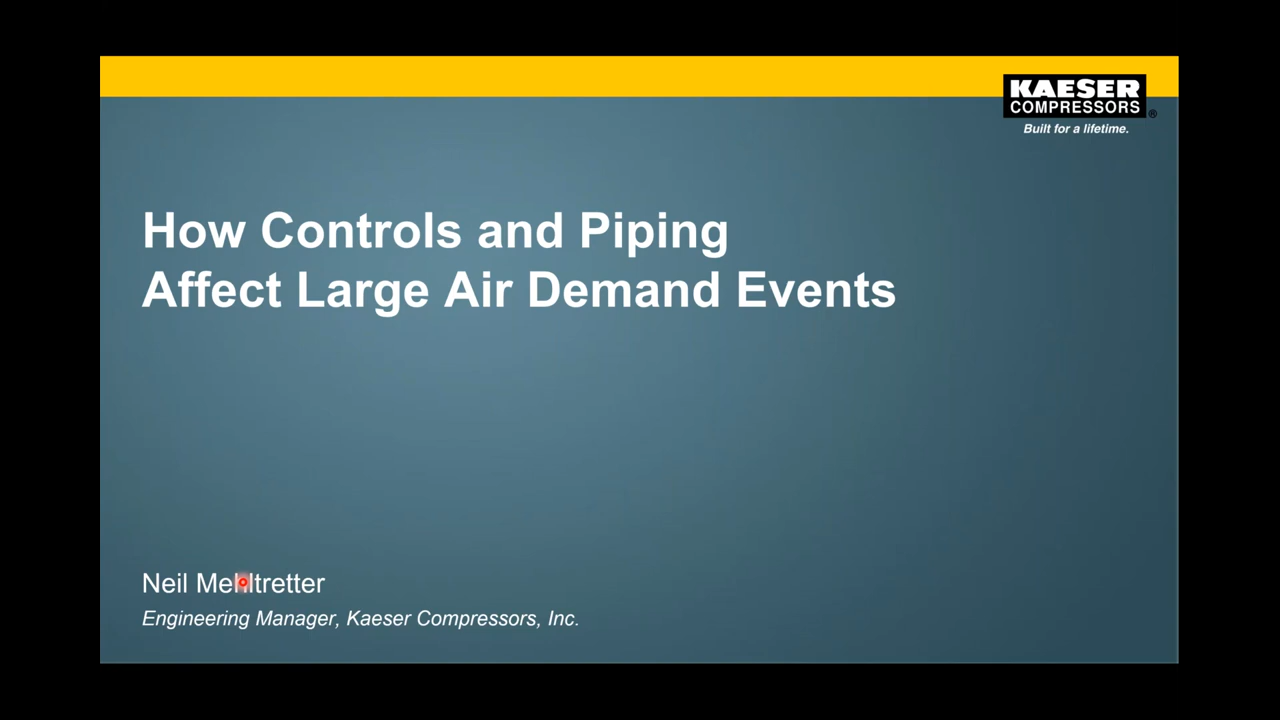 KAESER
COMPRESSORS
®
Built for a lifetime.
How Controls and Piping
Affect Large Air Demand Events
Neil
Engineering Manager, Kaeser Compressors, Inc.